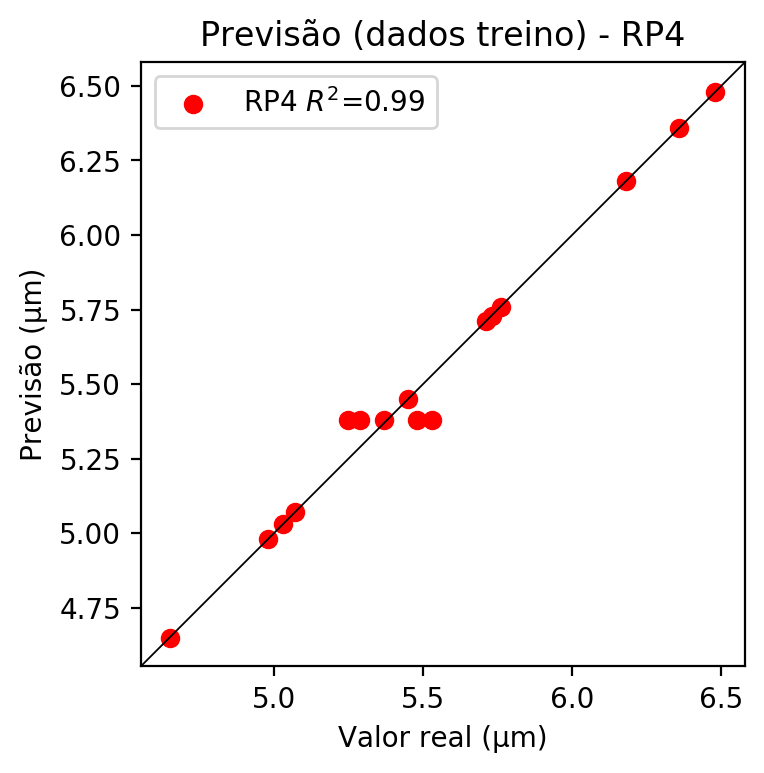 Previsão (dados treino) - RP4
RP4 R²=0.99
6.50
6.25
6.00
5.75
5.50
5.25
5.00
4.75
Previsão (μm)
5.0 5.5 6.0 6.5
Valor real (μm)